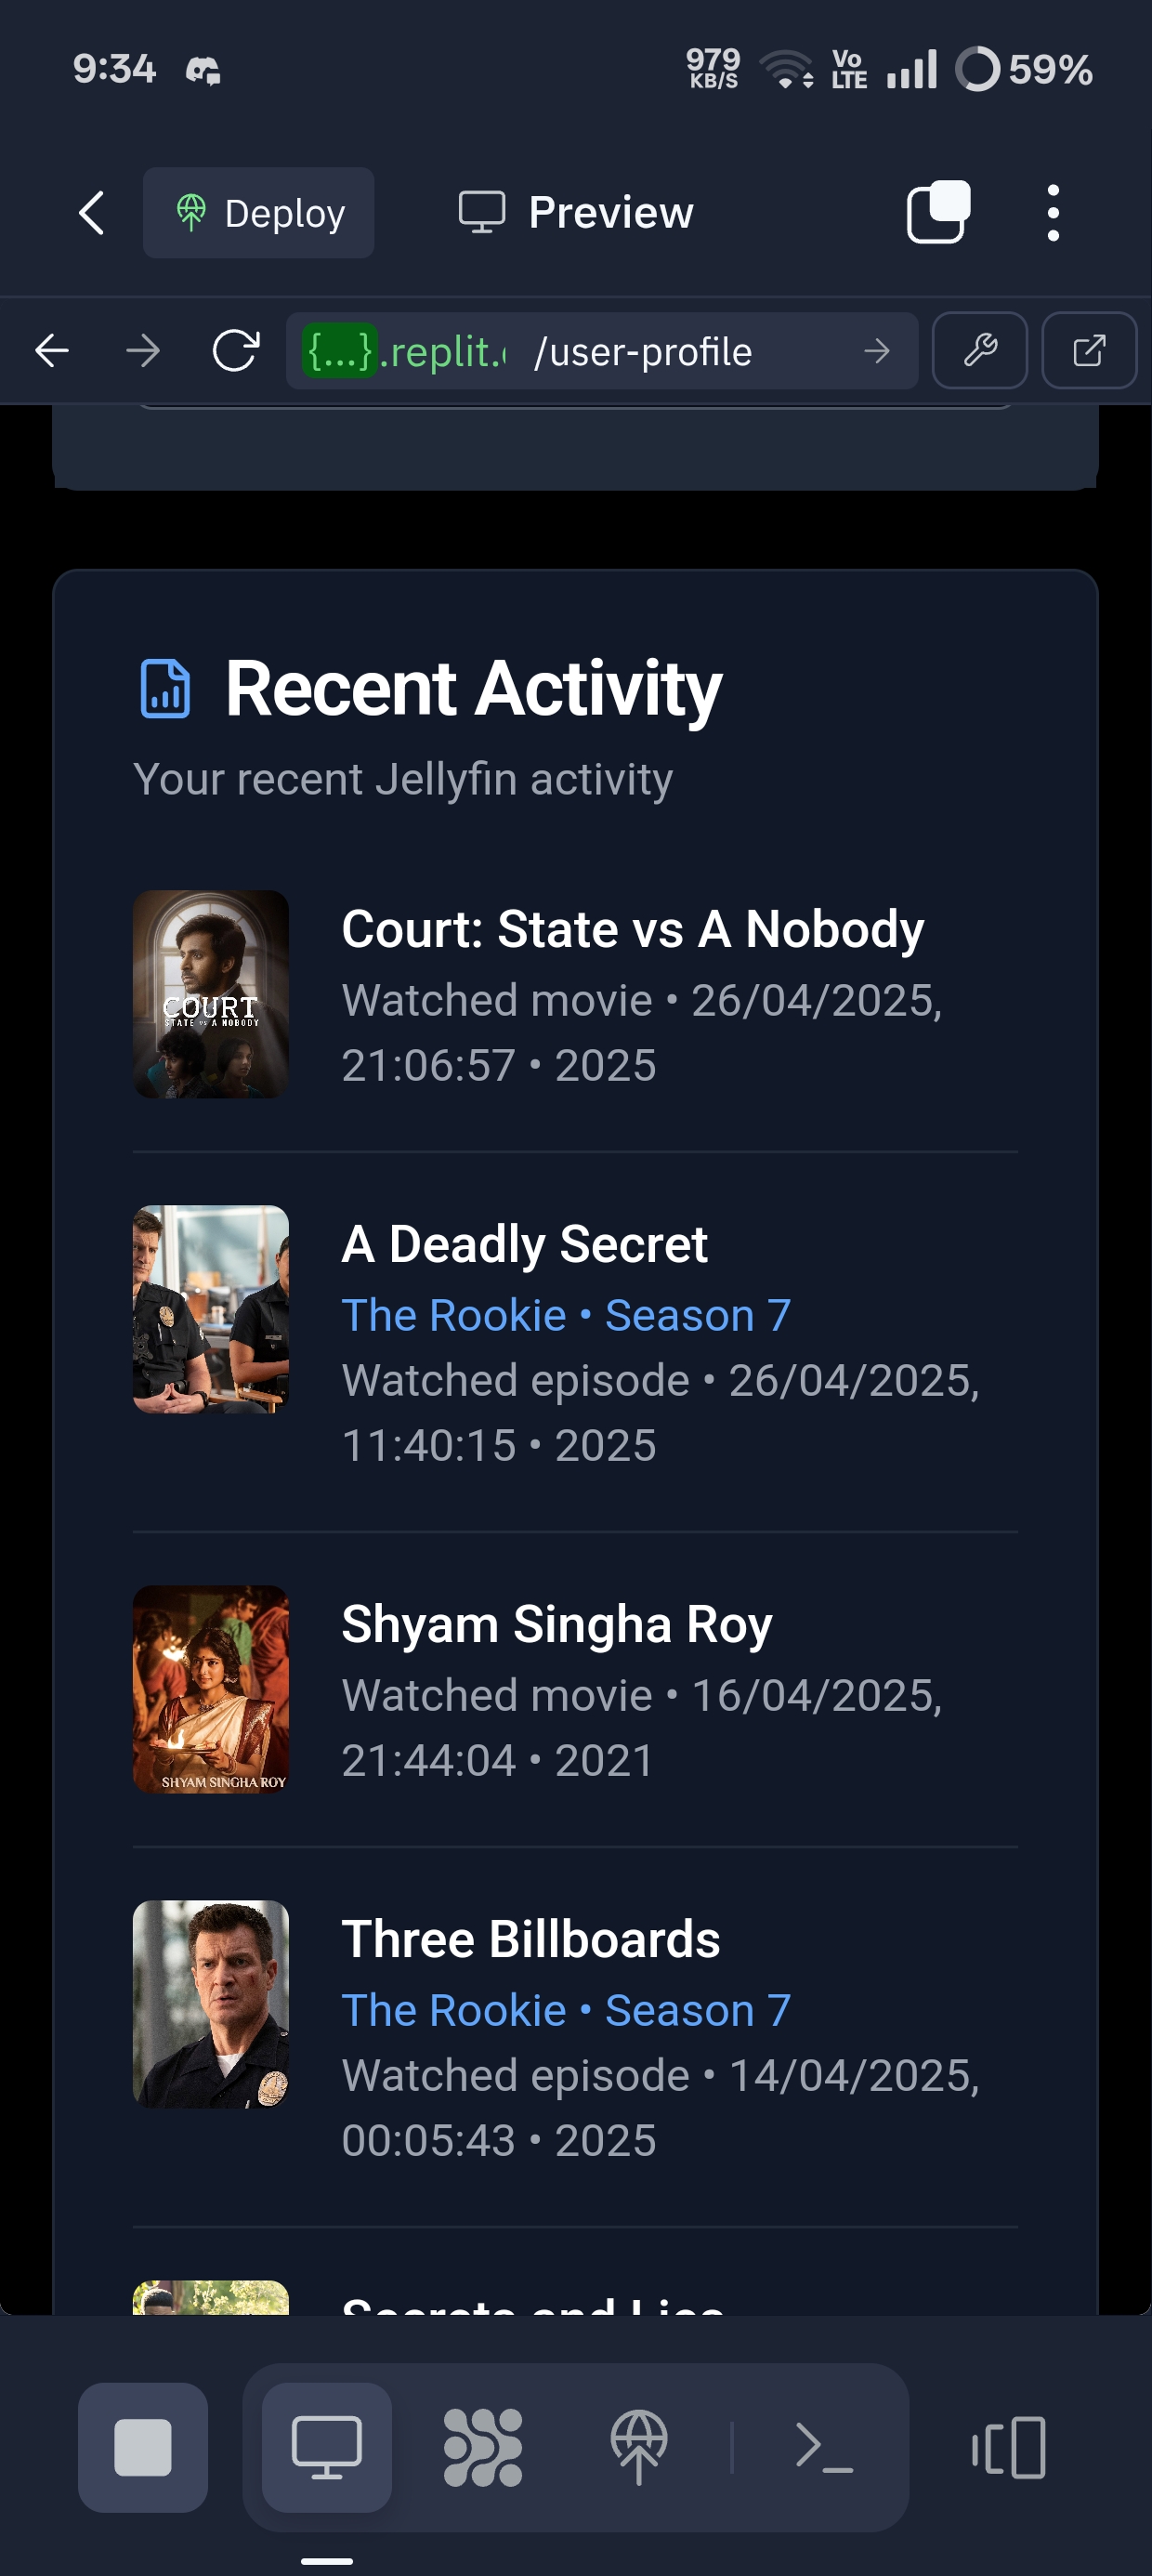 9:34
979 KB/S
Vo LTE
59%
Deploy
Preview
{...}.replit.
/user-profile
Recent Activity
Your recent Jellyfin activity
COURT
STATE vs A NOBODY
Court: State vs A Nobody
Watched movie • 26/04/2025,
21:06:57 • 2025
A Deadly Secret
The Rookie • Season 7
Watched episode • 26/04/2025,
11:40:15 • 2025
SHYAM SINGHA ROY
Shyam Singha Roy
Watched movie • 16/04/2025,
21:44:04 • 2021
Three Billboards
The Rookie • Season 7
Watched episode • 14/04/2025,
00:05:43 • 2025
Secrets and Lies